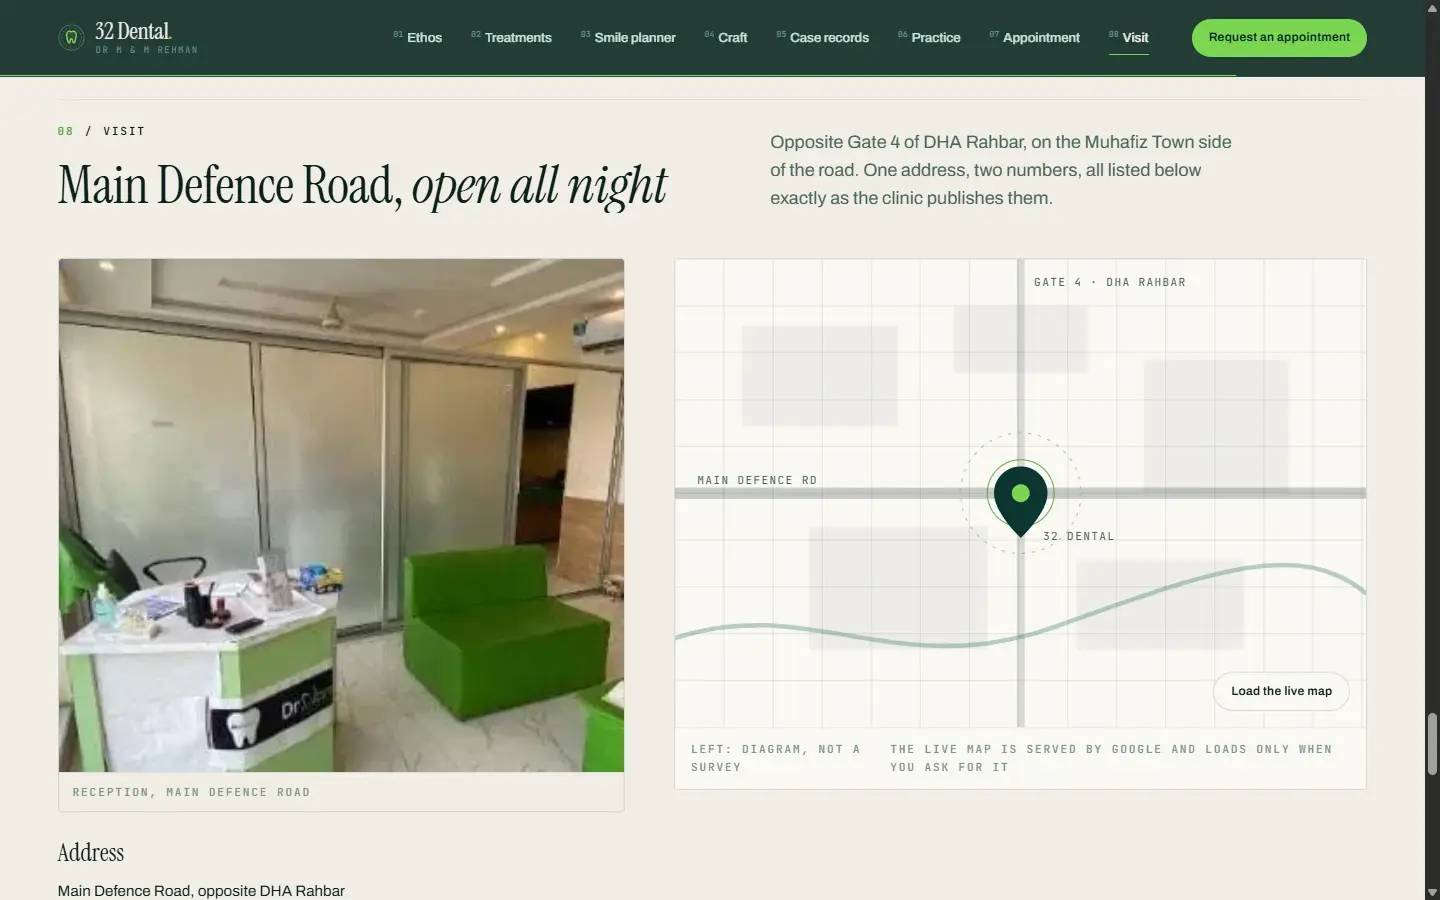 32 Dental.
DR M & M REHMAN
01 Ethos
02 Treatments
03 Smile planner
04 Craft
05 Case records
06 Practice
07 Appointment
08 Visit
Request an appointment
08 / VISIT
Main Defence Road, open all night
Opposite Gate 4 of DHA Rahbar, on the Muhafiz Town side
of the road. One address, two numbers, all listed below
exactly as the clinic publishes them.
Dr
RECEPTION, MAIN DEFENCE ROAD
GATE 4 · DHA RAHBAR
MAIN DEFENCE RD
32 DENTAL
Load the live map
LEFT: DIAGRAM, NOT A
SURVEY
THE LIVE MAP IS SERVED BY GOOGLE AND LOADS ONLY WHEN
YOU ASK FOR IT
Address
Main Defence Road, opposite DHA Rahbar